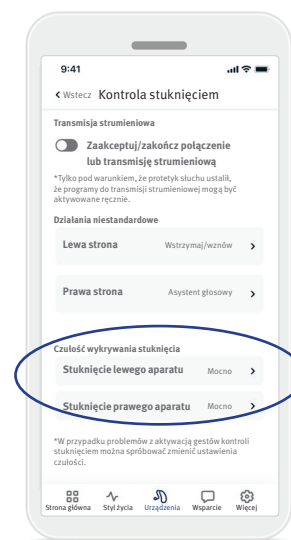 9:41
Wstecz Kontrola stuknięciem
Transmisja strumieniowa
Zaakceptuj/zakończ połączenie
lub transmisję strumieniową
*Tylko pod warunkiem, że protetyk słuchu ustalił,
że programy do transmisji strumieniowej mogą być
aktywowane ręcznie.
Działania niestandardowe
Lewa strona Wstrzymaj/wznów
Prawa strona Asystent głosowy
Czułość wykrywania stuknięcia
Stuknięcie lewego aparatu Mocno
Stuknięcie prawego aparatu Mocno
*W przypadku problemów z aktywacją gestów kontroli
stuknięciem można spróbować zmienić ustawienia
czułości.
Strona główna Styl życia Urządzenia Wsparcie Więcej